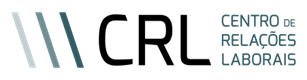 CRL
CENTRO DE
RELAÇÕES
LABORAIS